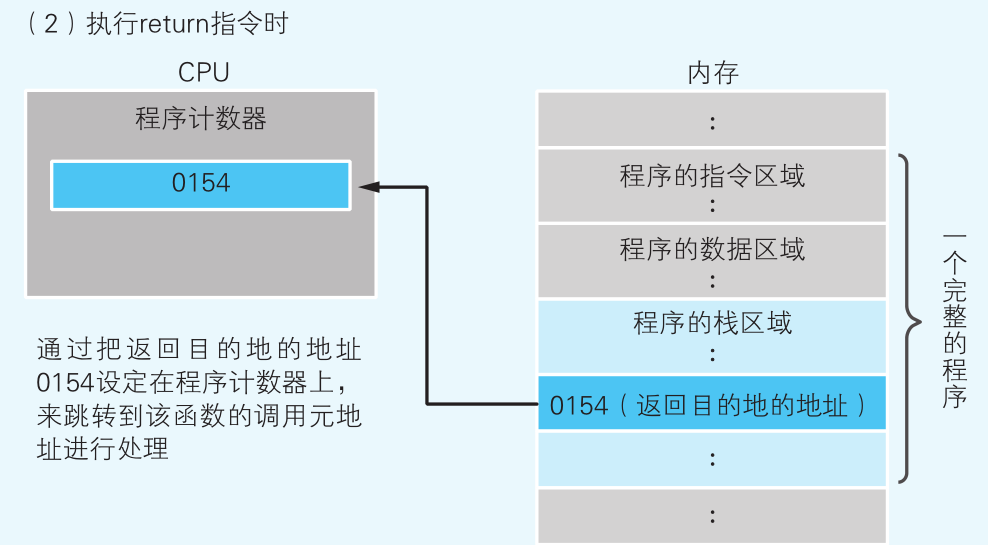 （2）执行return指令时
CPU
程序计数器
0154
通过把返回目的地的地址
0154设定在程序计数器上，
来跳转到该函数的调用元地
址进行处理
内存
:
程序的指令区域
:
程序的数据区域
:
程序的栈区域
:
0154（返回目的地的地址）
:
:
一个完整的程序